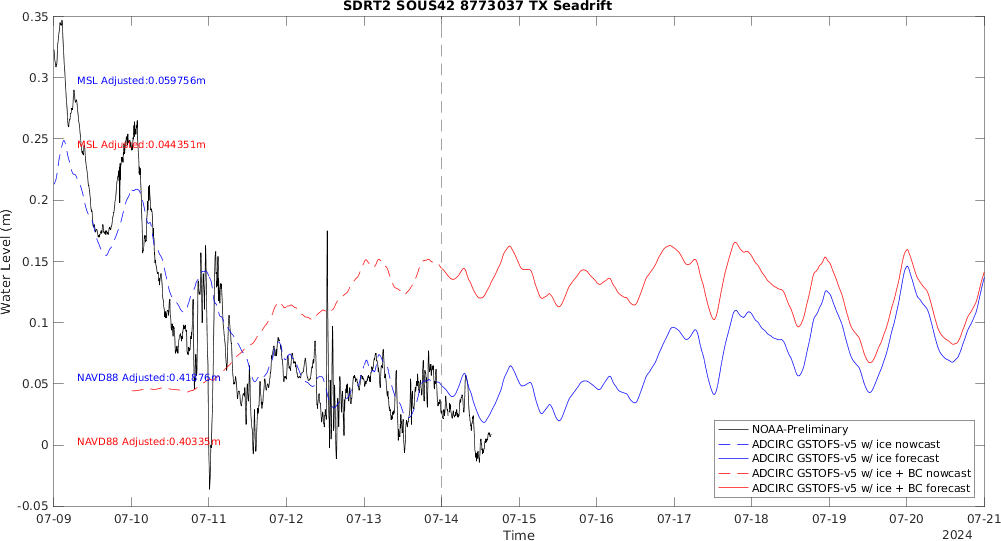 SDRT2 SOUS42 8773037 TX Seadrift
0.35
0.3
0.25
0.2
0.15
0.1
0.05
0
-0.05
Water Level (m)
MSL Adjusted:0.059756m
MSL Adjusted:0.044351m
NAVD88 Adjusted:0.41876m
NAVD88 Adjusted:0.40335m
NOAA-Preliminary
ADCIRC GSTOFS-v5 w/ ice nowcast
ADCIRC GSTOFS-v5 w/ ice forecast
ADCIRC GSTOFS-v5 w/ ice + BC nowcast
ADCIRC GSTOFS-v5 w/ ice + BC forecast
07-09 07-10 07-11 07-12 07-13 07-14 07-15 07-16 07-17 07-18 07-19 07-20 07-21
Time
2024